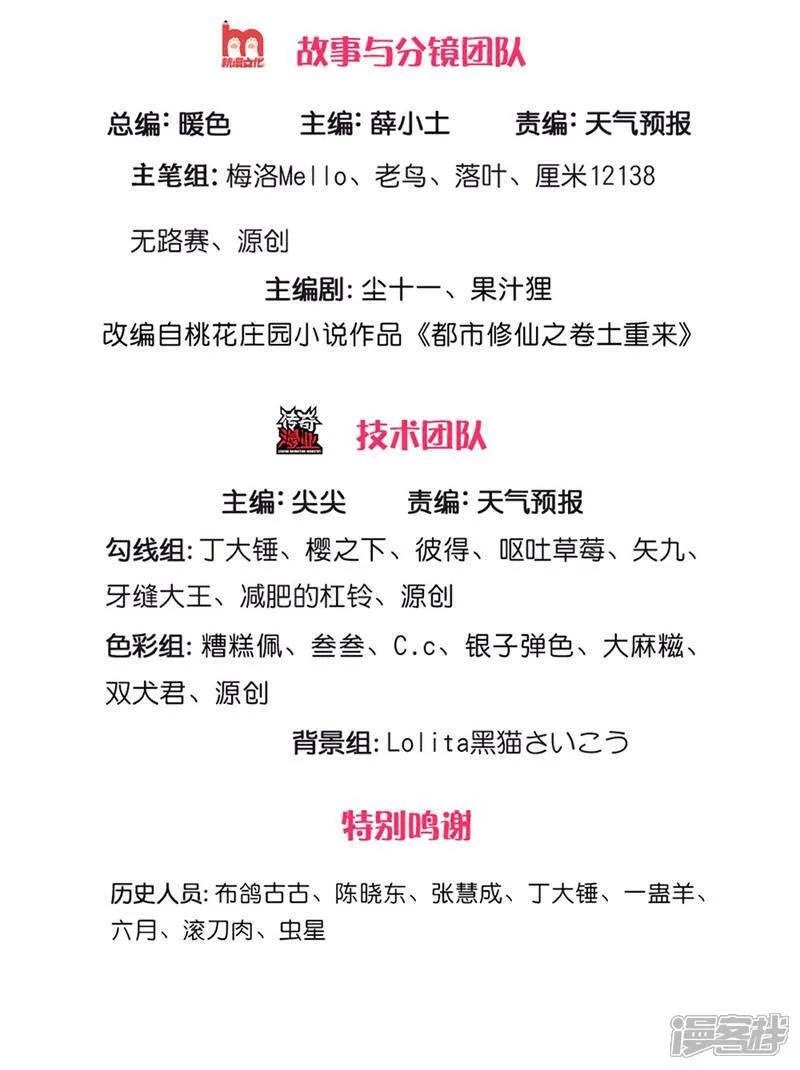 故事与分镜团队
总编：暖色 主编：薛小土 责编：天气预报
主笔组：梅洛Mello、老鸟、落叶、厘米12138
无路赛、源创
主编剧：尘十一、果汁狸
改编自桃花庄园小说作品《都市修仙之卷土重来》
传奇鸿业 技术团队
主编：尖尖 责编：天气预报
勾线组：丁大锤、樱之下、彼得、呕吐草莓、矢九、
牙缝大王、减肥的杠铃、源创
色彩组：糟糕佩、叁叁、C.c、银子弹色、大麻糍、
双犬君、源创
背景组：Lolita黑猫さいこう
特别鸣谢
历史人员：布鸽古古、陈晓东、张慧成、丁大锤、一蛊羊、
六月、滚刀肉、虫星
漫客栈